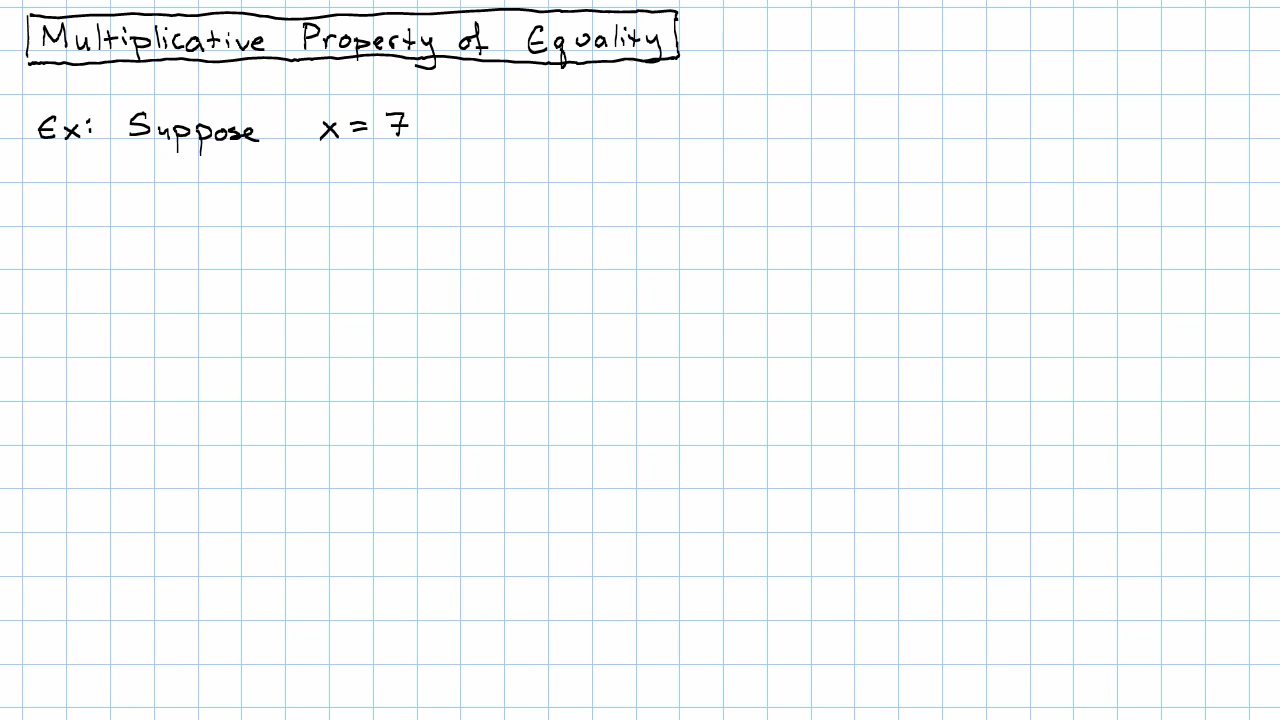 Multiplicative Property of Equality
Ex: Suppose x = 7